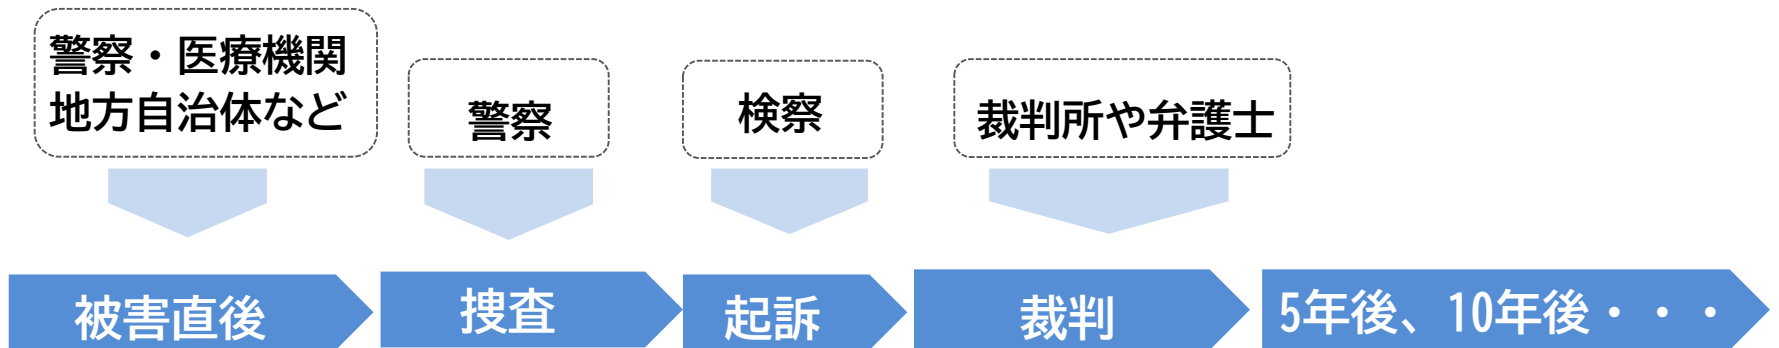 警察・医療機関
地方自治体など
警察
検察
裁判所や弁護士
被害直後
捜査
起訴
裁判
5年後、10年後・・・